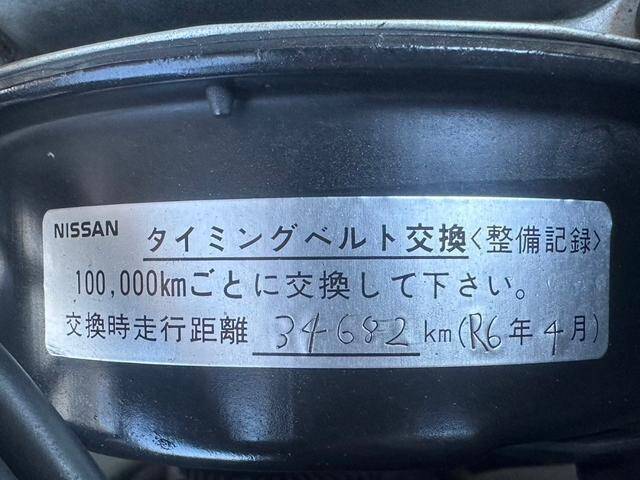 NISSAN タイミングベルト交換<整備記録>
100,000kmごとに交換して下さい。
交換時走行距離 34682 km(R6年4月)